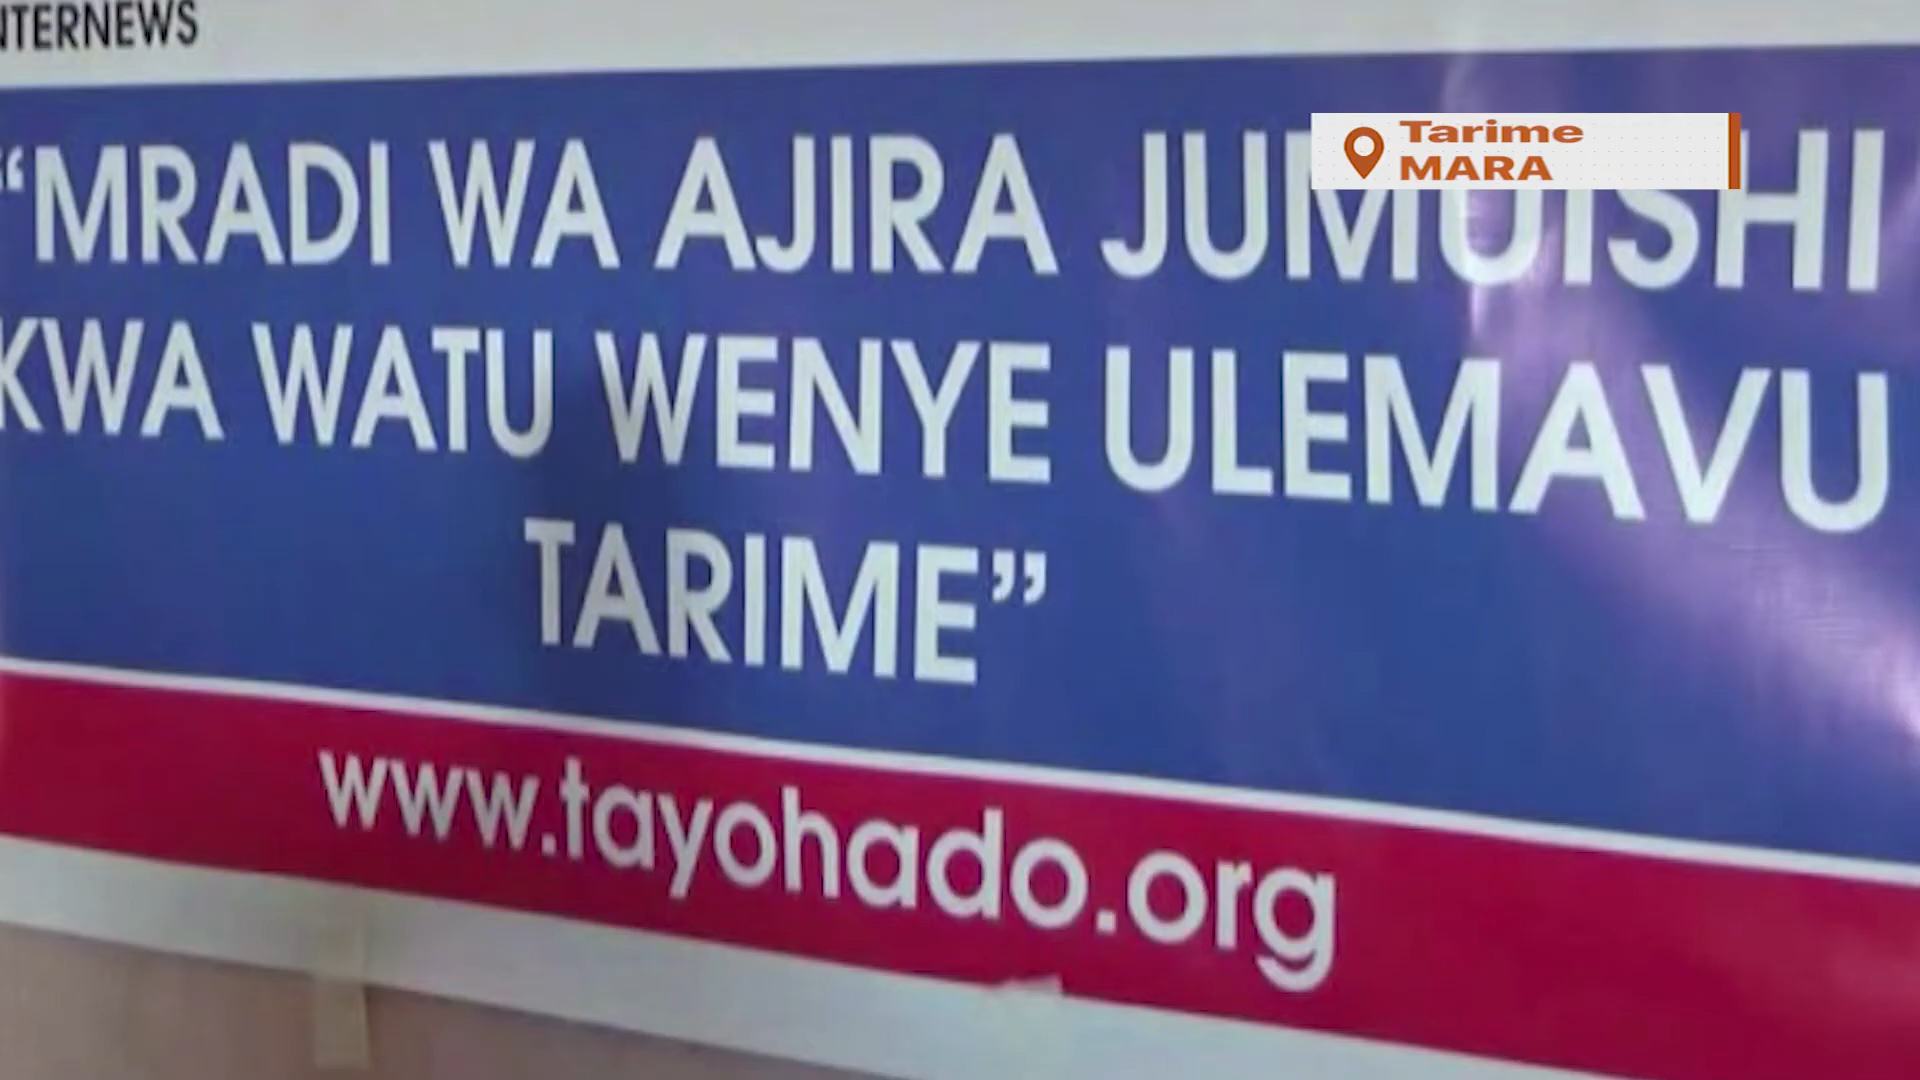 NTERNEWS
Tarime
MARA
“MRADI WA AJIRA JUMUISHI
KWA WATU WENYE ULEMAVU
TARIME”
www.tayohado.org